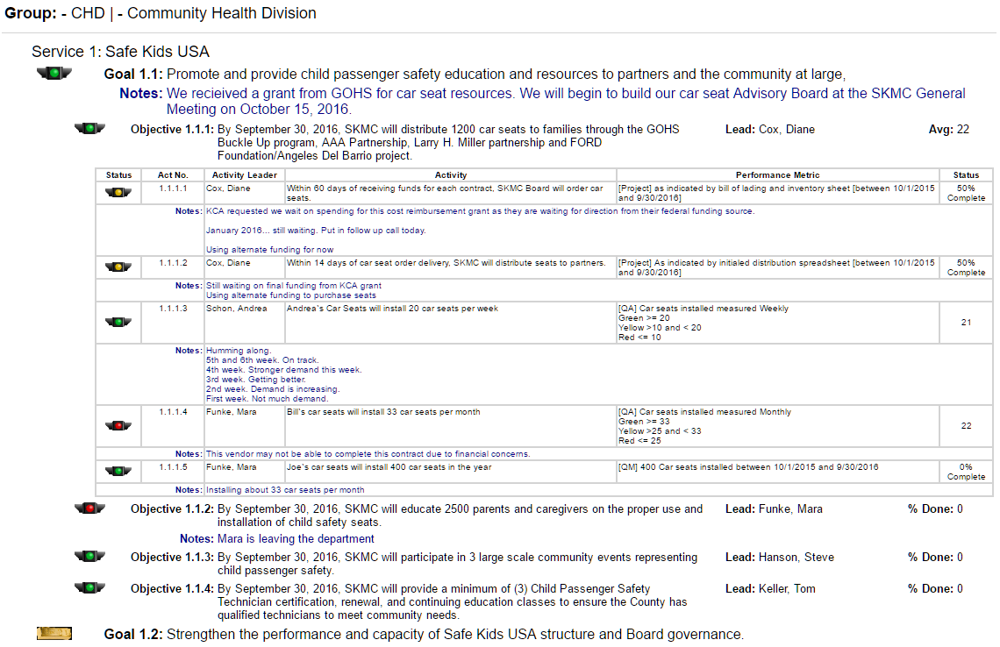 Group: - CHD | - Community Health Division
Service 1: Safe Kids USA
Goal 1.1: Promote and provide child passenger safety education and resources to partners and the community at large,
Notes: We recieived a grant from GOHS for car seat resources. We will begin to build our car seat Advisory Board at the SKMC General
Meeting on October 15, 2016.
Objective 1.1.1: By September 30, 2016, SKMC will distribute 1200 car seats to families through the GOHS Lead: Cox, Diane Avg: 22
Buckle Up program, AAA Partnership, Larry H. Miller partnership and FORD
Foundation/Angeles Del Barrio project.
Status Act No. Activity Leader Activity Performance Metric Status
1.1.1.1 Cox, Diane Within 60 days of receiving funds for each contract, SKMC Board will order car [Project] as indicated by bill of lading and inventory sheet [between 10/1/2015 50%
seats. and 9/30/2016] Complete
Notes: KCA requested we wait on spending for this cost reimbursement grant as they are waiting for direction from their federal funding source.
January 2016... still waiting. Put in follow up call today.
Using alternate funding for now
1.1.1.2 Cox, Diane Within 14 days of car seat order delivery, SKMC will distribute seats to partners. [Project] As indicated by initialed distribution spreadsheet [between 10/1/2015 50%
and 9/30/2016] Complete
Notes: Still waiting on final funding from KCA grant
Using alternate funding to purchase seats
1.1.1.3 Schon, Andrea Andrea's Car Seats will install 20 car seats per week [QA] Car seats installed measured Weekly
Green >= 20
21
Yellow >10 and < 20
Red <= 10
Notes: Humming along.
5th and 6th week. On track.
4th week. Stronger demand this week.
3rd week. Getting better.
2nd week. Demand is increasing.
First week. Not much demand.
1.1.1.4 Funke, Mara Bill's car seats will install 33 car seats per month [QA] Car seats installed measured Monthly
Green >= 33
22
Yellow >25 and < 33
Red <= 25
Notes: This vendor may not be able to complete this contract due to financial concerns.
1.1.1.5 Funke, Mara Joe's car seats will install 400 car seats in the year [QM] 400 Car seats installed between 10/1/2015 and 9/30/2016 0%
Complete
Notes: Installing about 33 car seats per month
Objective 1.1.2: By September 30, 2016, SKMC will educate 2500 parents and caregivers on the proper use and Lead: Funke, Mara % Done: 0
installation of child safety seats.
Notes: Mara is leaving the department
Objective 1.1.3: By September 30, 2016, SKMC will participate in 3 large scale community events representing Lead: Hanson, Steve % Done: 0
child passenger safety.
Objective 1.1.4: By September 30, 2016, SKMC will provide a minimum of (3) Child Passenger Safety Lead: Keller, Tom % Done: 0
Technician certification, renewal, and continuing education classes to ensure the County has
qualified technicians to meet community needs.
Goal 1.2: Strengthen the performance and capacity of Safe Kids USA structure and Board governance.